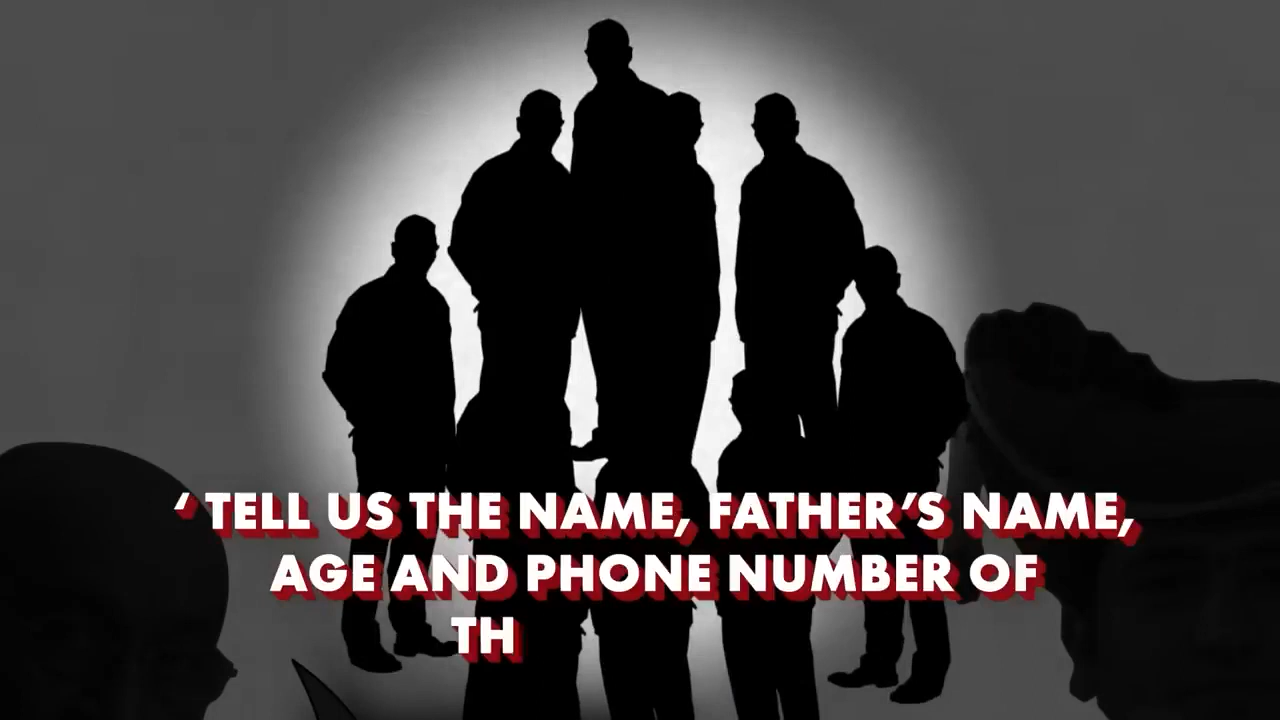 ‘ TELL US THE NAME, FATHER’S NAME,
AGE AND PHONE NUMBER OF
TH